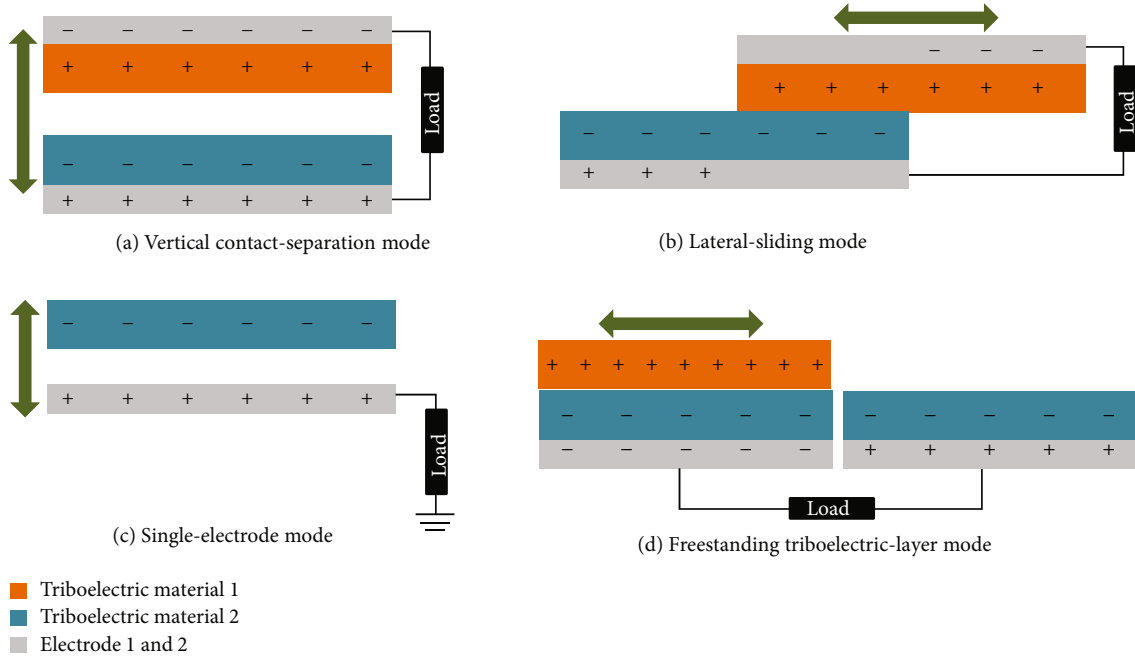 Load
(a) Vertical contact-separation mode
Load
(b) Lateral-sliding mode
Load
(c) Single-electrode mode
Load
(d) Freestanding triboelectric-layer mode
Triboelectric material 1
Triboelectric material 2
Electrode 1 and 2